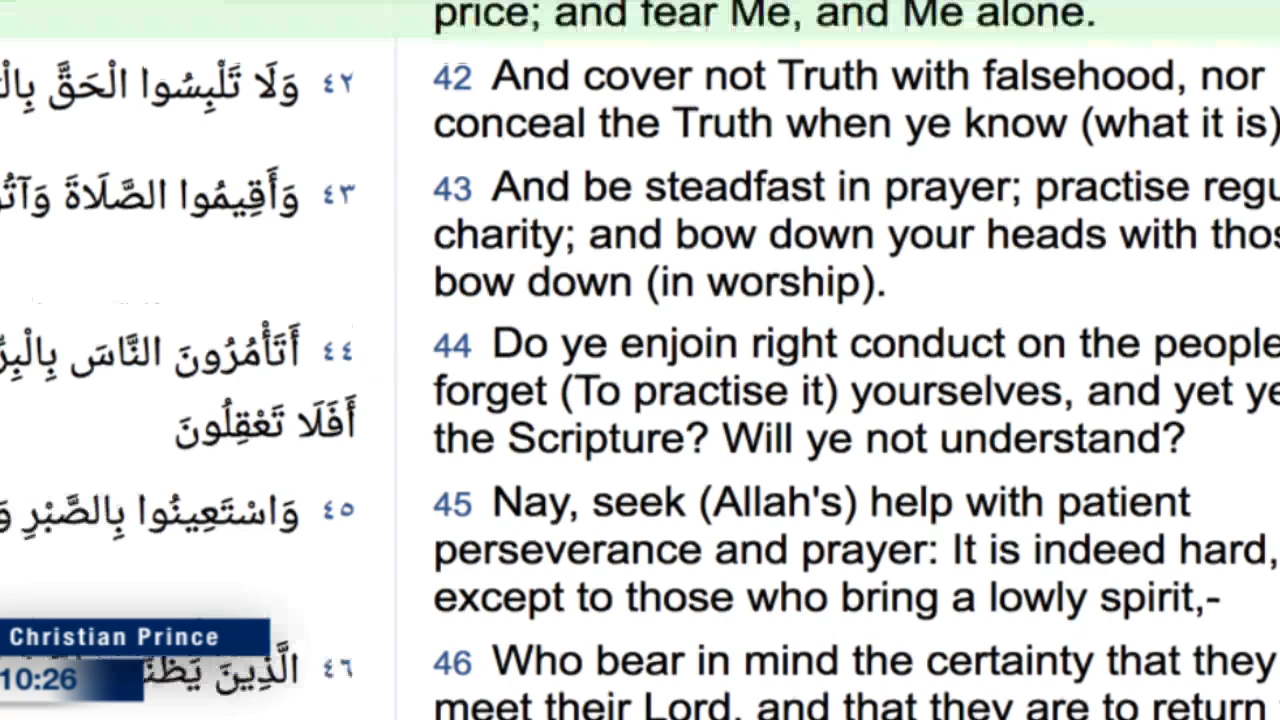 price; and fear Me, and Me alone.
وَلَا تَلْبِسُوا الْحَقَّ ٤٢
42 And cover not Truth with falsehood, nor
conceal the Truth when ye know (what it is)
وَأَقِيمُوا الصَّلَاةَ ٤٣
43 And be steadfast in prayer; practise
charity; and bow down your heads with
bow down (in worship).
أَتَأْمُرُونَ النَّاسَ ٤٤
أَفَلَا تَعْقِلُونَ
44 Do ye enjoin right conduct on the people
forget (To practise it) yourselves, and yet
the Scripture? Will ye not understand?
وَاسْتَعِينُوا بِالصَّبْرِ ٤٥
45 Nay, seek (Allah's) help with patient
perseverance and prayer: It is indeed hard,
except to those who bring a lowly spirit,-
الَّذِينَ ٤٦
46 Who bear in mind the certainty that they
meet their Lord, and that they are to return
Christian Prince
10:26